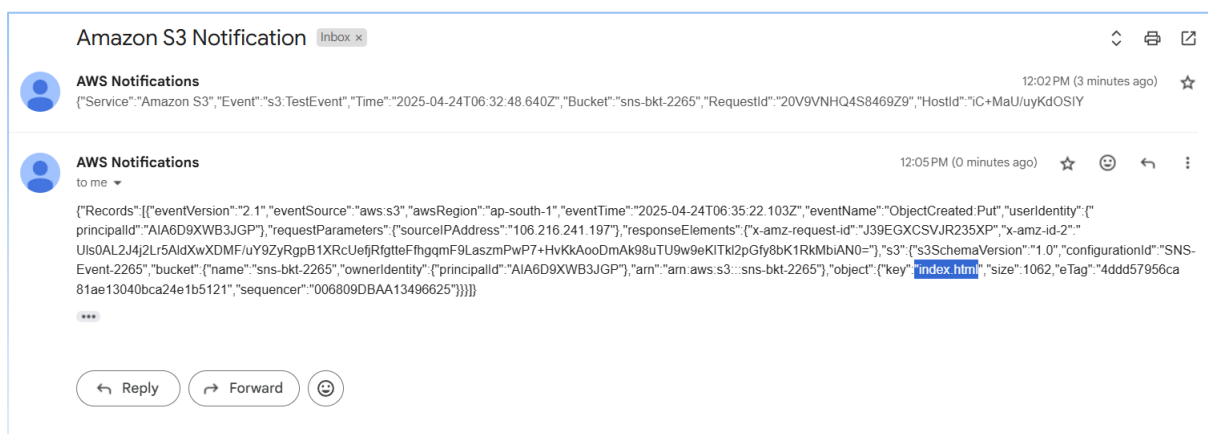 Amazon S3 Notification Inbox ×
AWS Notifications 12:02 PM (3 minutes ago)
{"Service":"Amazon S3","Event":"s3:TestEvent","Time":"2025-04-24T06:32:48.640Z","Bucket":"sns-bkt-2265","RequestId":"20V9VNHQ4S8469Z9","HostId":"iC+MaU/uyKdOSIY
AWS Notifications 12:05 PM (0 minutes ago)
to me
{"Records":[{"eventVersion":"2.1","eventSource":"aws:s3","awsRegion":"ap-south-1","eventTime":"2025-04-24T06:35:22.103Z","eventName":"ObjectCreated:Put","userIdentity":{"
principalId":"AIA6D9XWB3JGP"},"requestParameters":{"sourceIPAddress":"106.216.241.197"},"responseElements":{"x-amz-request-id":"J39EGXCSVJR235XP","x-amz-id-2":"
Uls0AL2J4j2Lr5AldXwXDMF/uY9ZyRgpB1XRcUefjRfgtteFfhgqmF9LaszmPwP7+HvKkAooDmAk98uTU9w9eKITkl2pGfy8bK1RkMbiAN0="},"s3":{"s3SchemaVersion":"1.0","configurationId":"SNS-
Event-2265","bucket":{"name":"sns-bkt-2265","ownerIdentity":{"principalId":"AIA6D9XWB3JGP"},"arn":"arn:aws:s3:::sns-bkt-2265"},"object":{"key":"index.html","size":1062,"eTag":"4ddd57956ca
81ae13040bca24e1b5121","sequencer":"006809DBAA13496625"}}}]}
Reply Forward